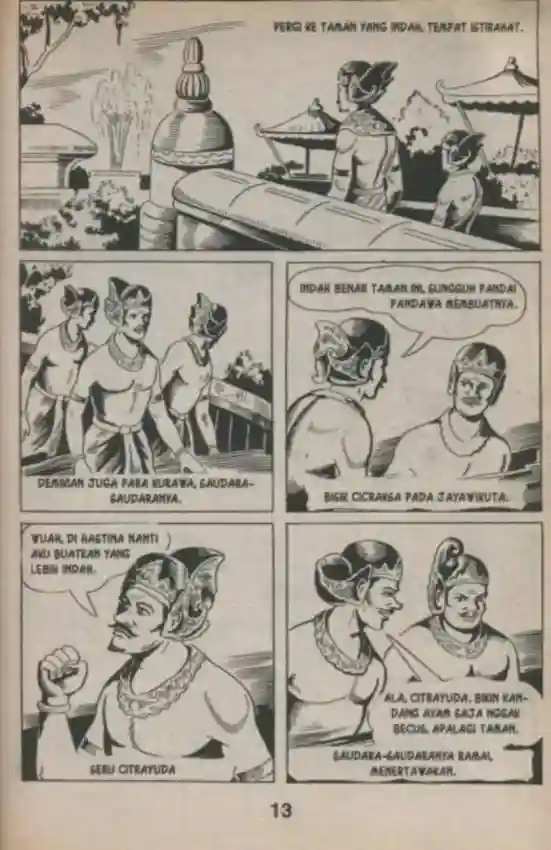 PERGI KE TAMAN YANG INDAH, TEMPAT ISTIRAHAT.
DEMIKIAN JUGA PARA KURAWA, SAUDARA-
SAUDARANYA.
INDAH BENAR TAMAN INI, SUNGGUH PANDAI
PANDAWA MEMBUATNYA.
BISIK CICRAKSA PADA JAYAWIKUTA.
WUAH, DI HASTINA NANTI
AKU BUATKAN YANG
LEBIH INDAH.
SERU CITRAYUDA
ALA, CITRAYUDA, BIKIN KAN-
DANG AYAM SAJA NGGAK
BECUS, APALAGI TAMAN.
SAUDARA-SAUDARANYA RAMAI,
MENERTAWAKAN.
13